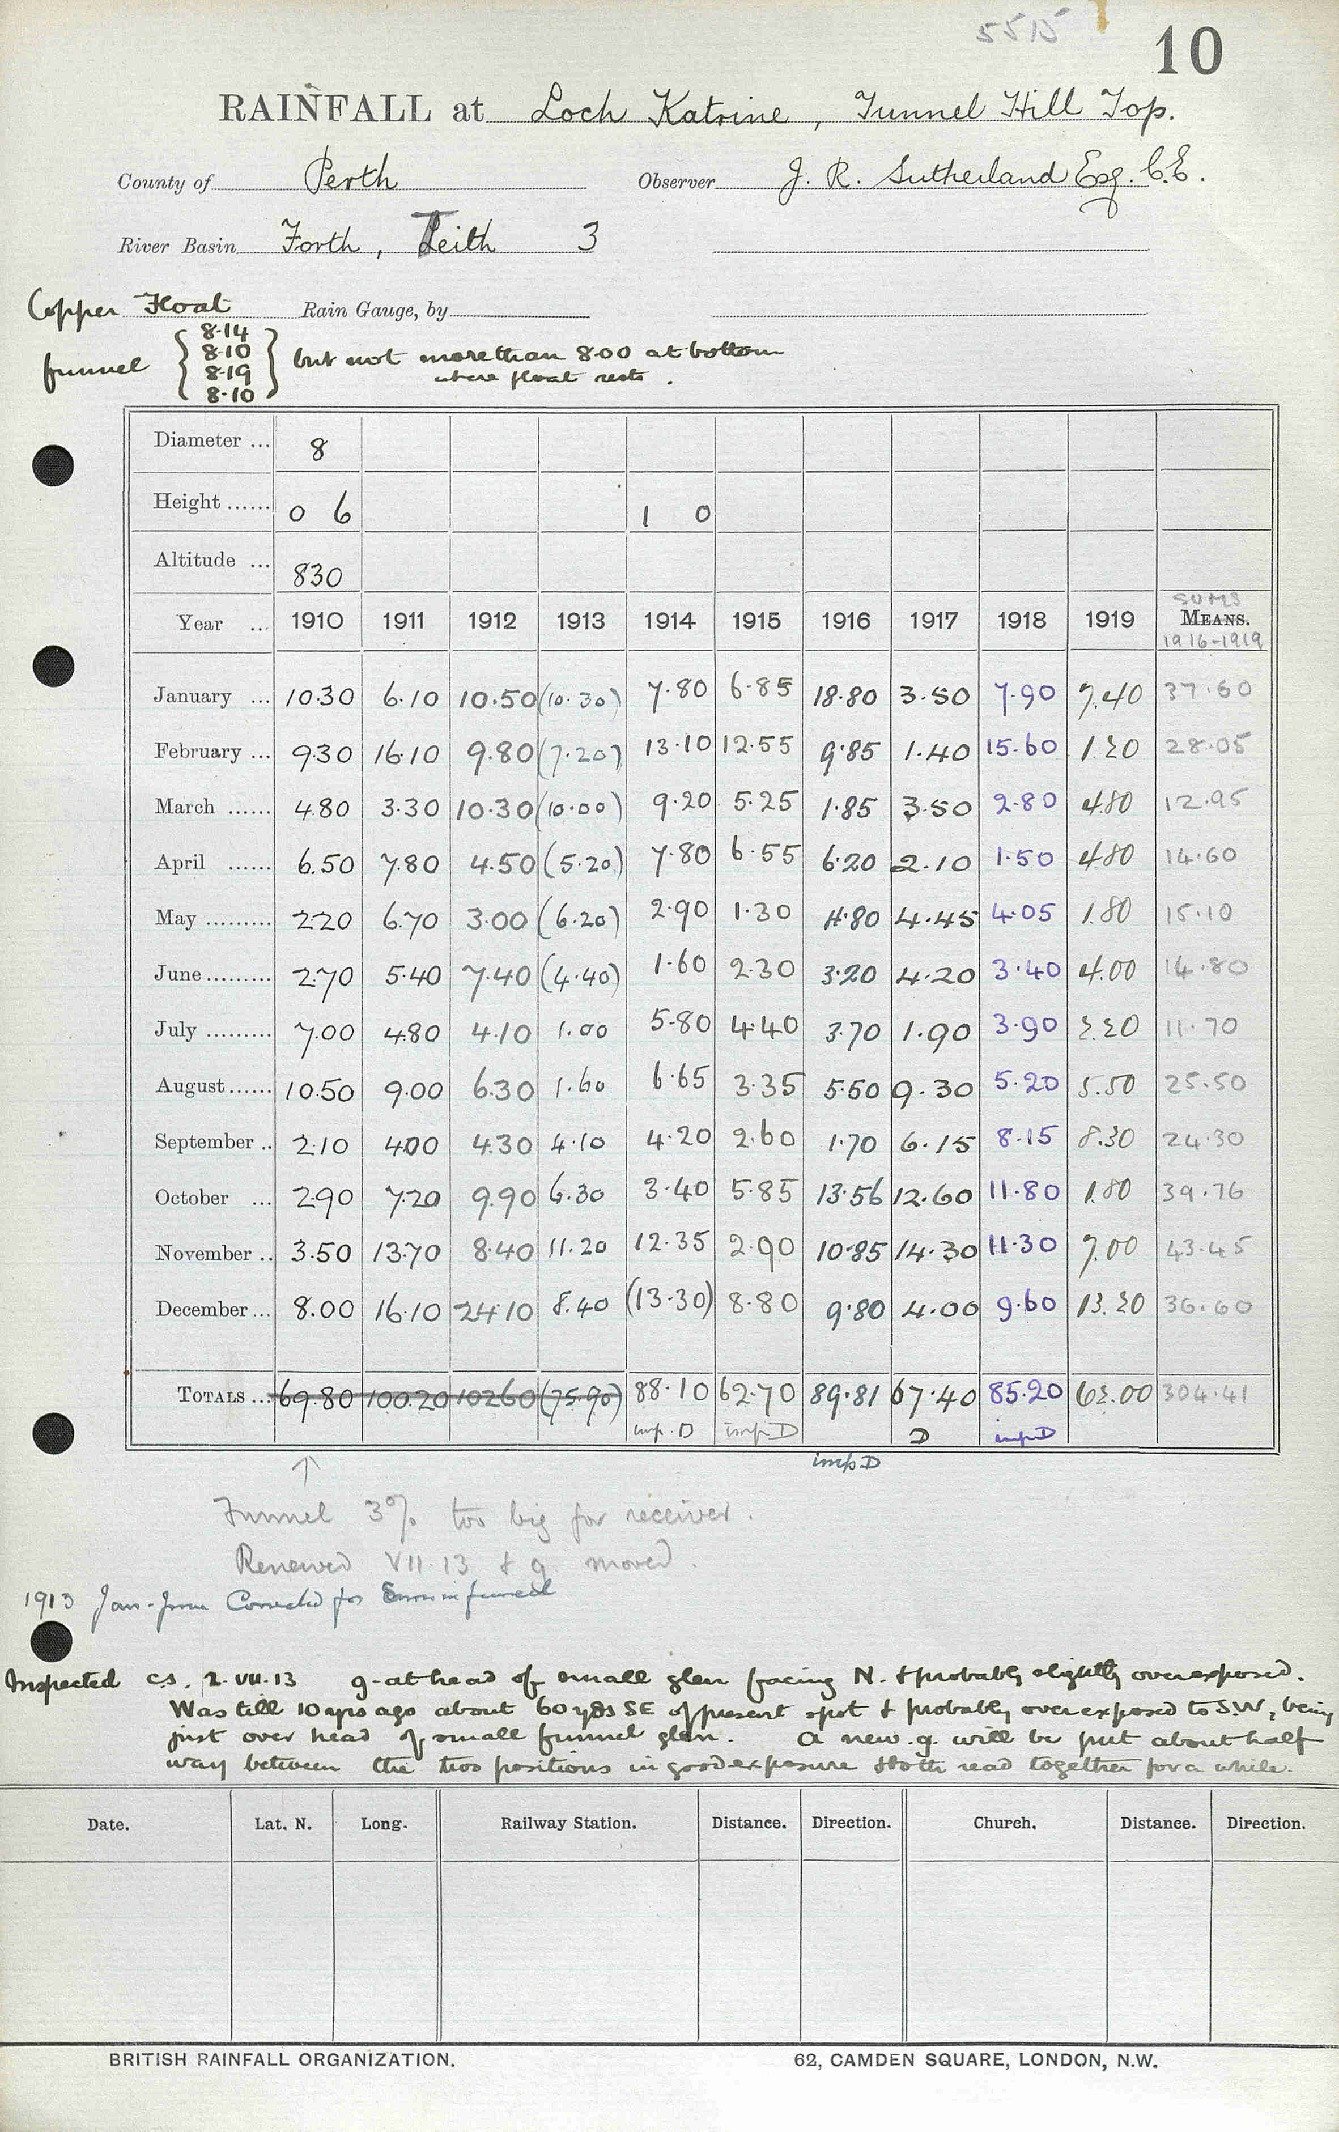 5515
10
RAINFALL at Loch Katrine, Tunnel Hill Top.
County of Perth Observer J. R. Sutherland Esq. C.E.
River Basin Forth, Teith 3
Copper Float Rain Gauge, by
funnel { 8.14 8.10 8.19 8.10 } but not more than 8.00 at bottom
where float rests.
Diameter ... 8
Height ...... 0 6 1 0
Altitude ... 830
SUMS
Year ... 1910 1911 1912 1913 1914 1915 1916 1917 1918 1919 MEANS.
1916-1919
January ... 10.30 6.10 10.50 (10.30) 7.80 6.85 18.80 3.50 7.90 7.40 37.60
February ... 9.30 16.10 9.80 (7.20) 13.10 12.55 9.85 1.40 15.60 1.20 28.05
March ...... 4.80 3.30 10.30 (10.00) 9.20 5.25 1.85 3.50 2.80 4.80 12.95
April ...... 6.50 7.80 4.50 (5.20) 7.80 6.55 6.20 2.10 1.50 4.80 14.60
May ......... 2.20 6.70 3.00 (6.20) 2.90 1.30 4.80 4.45 4.05 1.80 15.10
June ......... 2.70 5.40 7.40 (4.40) 1.60 2.30 3.20 4.20 3.40 4.00 14.80
July ......... 7.00 4.80 4.10 1.00 5.80 4.40 3.70 1.90 3.90 2.20 11.70
August ...... 10.50 9.00 6.30 1.60 6.65 3.35 5.50 9.30 5.20 5.50 25.50
September .. 2.10 4.00 4.30 4.10 4.20 2.60 1.70 6.15 8.15 8.30 24.30
October ... 2.90 7.20 9.90 6.30 3.40 5.85 13.56 12.60 11.80 1.80 39.76
November .. 3.50 13.70 8.40 11.20 12.35 2.90 10.85 14.30 11.30 7.00 43.45
December ... 8.00 16.10 24.10 8.40 (13.30) 8.80 9.80 4.00 9.60 13.20 36.60
TOTALS ... 69.80 100.20 102.60 (75.90) 88.10 62.70 89.81 67.40 85.20 62.00 304.41
imp. D imp D D imp D
imp D
Funnel 3% too big for receiver.
Renewed VII.13 & g moved.
1913 Jan-June Corrected for Error in funnel
Inspected C.S. 2.VII.13 g-at head of small glen facing N. & probably slightly overexposed.
Was till 10 yrs ago about 60 yds SE of present spot & probably overexposed to SW, being
just over head of small funnel glen. A new g. will be put about half
way between the two positions in good exposure & both read together for a while.
Date. Lat. N. Long. Railway Station. Distance. Direction. Church. Distance. Direction.
BRITISH RAINFALL ORGANIZATION. 62, CAMDEN SQUARE, LONDON, N.W.